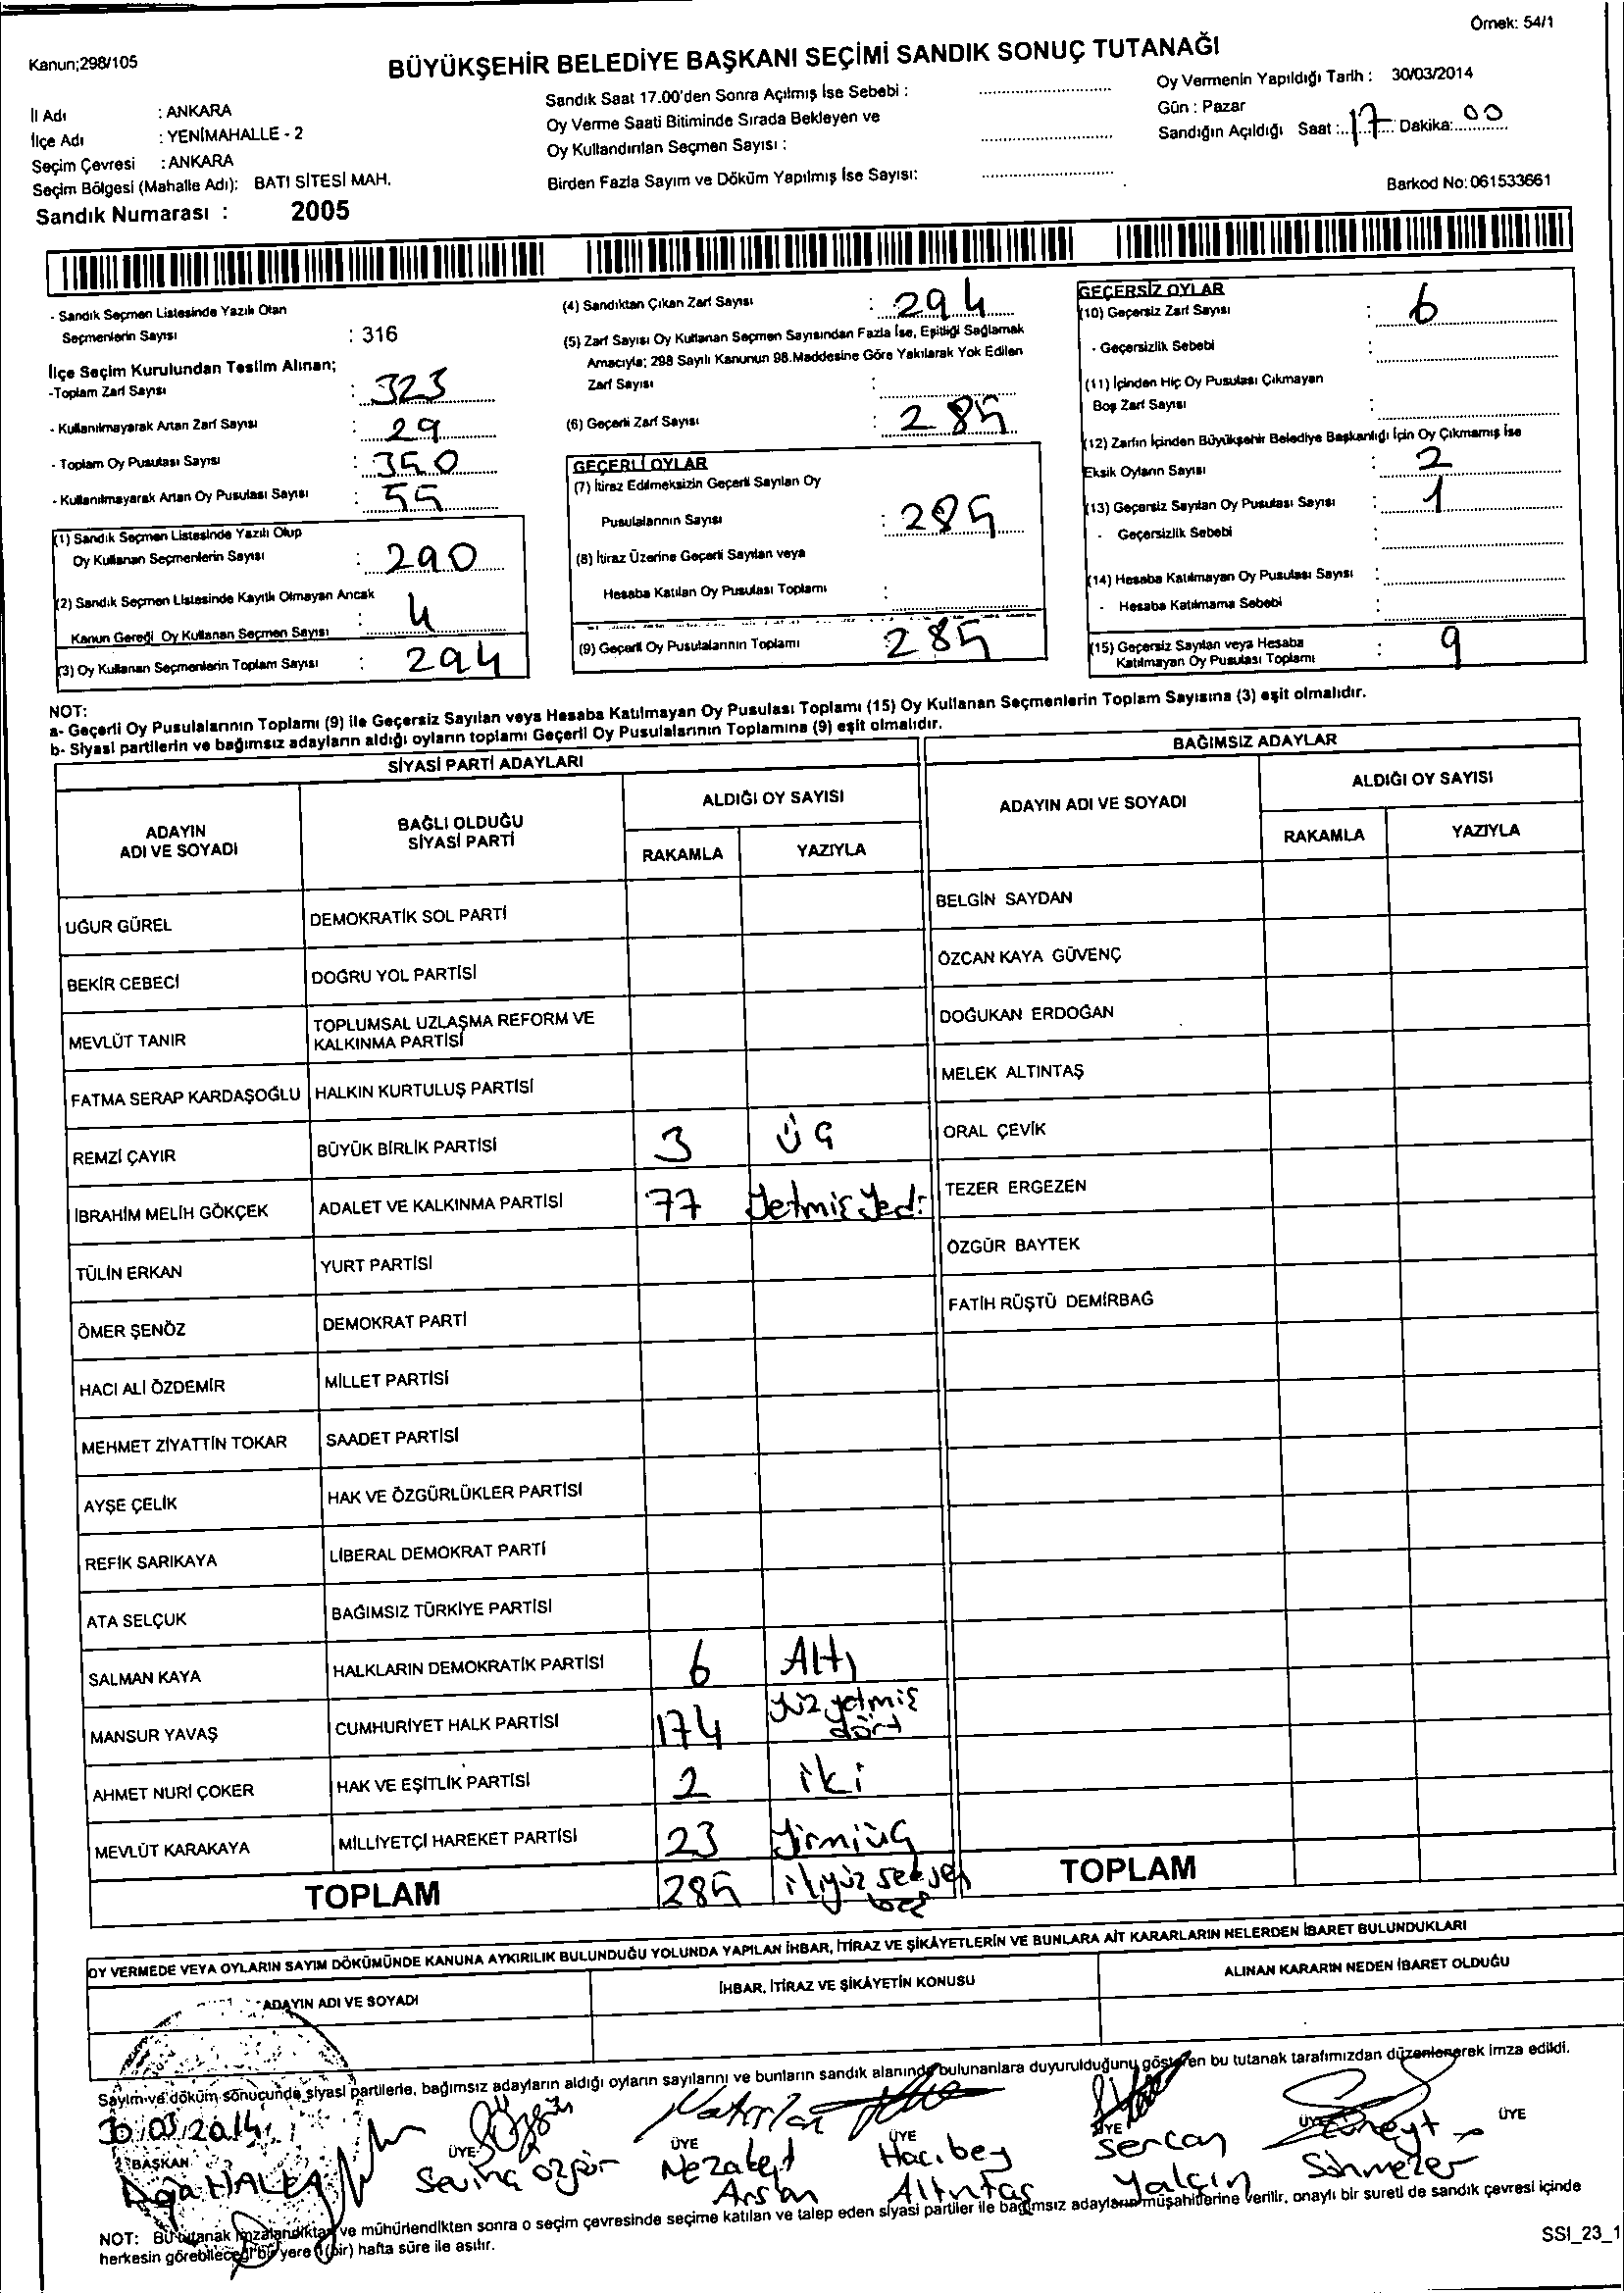 Örnek: 54/1
Kanun;298/105
BÜYÜKŞEHİR BELEDİYE BAŞKANI SEÇİMİ SANDIK SONUÇ TUTANAĞI
İl Adı : ANKARA
İlçe Adı : YENİMAHALLE - 2
Seçim Çevresi : ANKARA
Seçim Bölgesi (Mahalle Adı): BATI SİTESİ MAH.
Sandık Numarası : 2005
Sandık Saat 17.00'den Sonra Açılmış İse Sebebi :
Oy Verme Saati Bitiminde Sırada Bekleyen ve
Oy Kullandırılan Seçmen Sayısı :
Birden Fazla Sayım ve Döküm Yapılmış İse Sayısı:
Oy Vermenin Yapıldığı Tarih : 30/03/2014
Gün : Pazar
Sandığın Açıldığı Saat : 17 Dakika: 00
Barkod No: 061533661
- Sandık Seçmen Listesinde Yazılı Olan
Seçmenlerin Sayısı : 316
İlçe Seçim Kurulundan Teslim Alınan;
-Toplam Zarf Sayısı : 323
- Kullanılmayarak Artan Zarf Sayısı : 29
- Toplam Oy Pusulası Sayısı : 350
- Kullanılmayarak Artan Oy Pusulası Sayısı : 55
(1) Sandık Seçmen Listesinde Yazılı Olup
Oy Kullanan Seçmenlerin Sayısı : 290
(2) Sandık Seçmen Listesinde Kayıtlı Olmayan Ancak
Kanun Gereği Oy Kullanan Seçmen Sayısı : 4
(3) Oy Kullanan Seçmenlerin Toplam Sayısı : 294
(4) Sandıktan Çıkan Zarf Sayısı : 294
(5) Zarf Sayısı Oy Kullanan Seçmen Sayısından Fazla İse, Eşitliği Sağlamak
Amacıyla; 298 Sayılı Kanunun 98.Maddesine Göre Yakılarak Yok Edilen
Zarf Sayısı :
(6) Geçerli Zarf Sayısı : 285
GEÇERLİ OYLAR
(7) İtiraz Edilmeksizin Geçerli Sayılan Oy
Pusulalarının Sayısı : 285
(8) İtiraz Üzerine Geçerli Sayılan veya
Hesaba Katılan Oy Pusulası Toplamı :
(9) Geçerli Oy Pusulalarının Toplamı 285
GEÇERSİZ OYLAR
(10) Geçersiz Zarf Sayısı : 6
- Geçersizlik Sebebi :
(11) İçinden Hiç Oy Pusulası Çıkmayan
Boş Zarf Sayısı :
(12) Zarfın İçinden Büyükşehir Belediye Başkanlığı İçin Oy Çıkmamış İse
Eksik Oyların Sayısı : 2
(13) Geçersiz Sayılan Oy Pusulası Sayısı : 1
- Geçersizlik Sebebi :
(14) Hesaba Katılmayan Oy Pusulası Sayısı :
- Hesaba Katılmama Sebebi :
(15) Geçersiz Sayılan veya Hesaba
Katılmayan Oy Pusulası Toplamı : 9
NOT:
a- Geçerli Oy Pusulalarının Toplamı (9) ile Geçersiz Sayılan veya Hesaba Katılmayan Oy Pusulası Toplamı (15) Oy Kullanan Seçmenlerin Toplam Sayısına (3) eşit olmalıdır.
b- Siyasi partilerin ve bağımsız adayların aldığı oyların toplamı Geçerli Oy Pusulalarının Toplamına (9) eşit olmalıdır.
SİYASİ PARTİ ADAYLARI
ADAYIN
ADI VE SOYADI
BAĞLI OLDUĞU
SİYASİ PARTİ
ALDIĞI OY SAYISI
RAKAMLA YAZIYLA
UĞUR GÜREL DEMOKRATİK SOL PARTİ
BEKİR CEBECİ DOĞRU YOL PARTİSİ
MEVLÜT TANIR TOPLUMSAL UZLAŞMA REFORM VE
KALKINMA PARTİSİ
FATMA SERAP KARDAŞOĞLU HALKIN KURTULUŞ PARTİSİ
REMZİ ÇAYIR BÜYÜK BİRLİK PARTİSİ 3 ÜÇ
İBRAHİM MELİH GÖKÇEK ADALET VE KALKINMA PARTİSİ 77 Yetmiş Yedi
TÜLİN ERKAN YURT PARTİSİ
ÖMER ŞENÖZ DEMOKRAT PARTİ
HACI ALİ ÖZDEMİR MİLLET PARTİSİ
MEHMET ZİYATTİN TOKAR SAADET PARTİSİ
AYŞE ÇELİK HAK VE ÖZGÜRLÜKLER PARTİSİ
REFİK SARIKAYA LİBERAL DEMOKRAT PARTİ
ATA SELÇUK BAĞIMSIZ TÜRKİYE PARTİSİ
SALMAN KAYA HALKLARIN DEMOKRATİK PARTİSİ 6 Altı
MANSUR YAVAŞ CUMHURİYET HALK PARTİSİ 174 Yüz yetmiş
dört
AHMET NURİ ÇOKER HAK VE EŞİTLİK PARTİSİ 2 iki
MEVLÜT KARAKAYA MİLLİYETÇİ HAREKET PARTİSİ 23 Yirmiüç
TOPLAM 285 ikiyüz seksen
beş
BAĞIMSIZ ADAYLAR
ADAYIN ADI VE SOYADI
ALDIĞI OY SAYISI
RAKAMLA YAZIYLA
BELGİN SAYDAN
ÖZCAN KAYA GÜVENÇ
DOĞUKAN ERDOĞAN
MELEK ALTINTAŞ
ORAL ÇEVİK
TEZER ERGEZEN
ÖZGÜR BAYTEK
FATİH RÜŞTÜ DEMİRBAĞ
TOPLAM
OY VERMEDE VEYA OYLARIN SAYIM DÖKÜMÜNDE KANUNA AYKIRILIK BULUNDUĞU YOLUNDA YAPILAN İHBAR, İTİRAZ VE ŞİKÂYETLERİN VE BUNLARA AİT KARARLARIN NELERDEN İBARET BULUNDUKLARI
ADAYIN ADI VE SOYADI
İHBAR, İTİRAZ VE ŞİKÂYETİN KONUSU
ALINAN KARARIN NEDEN İBARET OLDUĞU
Sayım ve döküm sonucunda siyasi partilerle, bağımsız adayların aldığı oyların sayılarını ve bunların sandık alanında bulunanlara duyurulduğunu gösteren bu tutanak tarafımızdan düzenlenerek imza edildi.
30.03.2014
BAŞKAN ÜYE ÜYE ÜYE ÜYE ÜYE ÜYE
Sevinç Özgür
Nezaket
Arslan
Hacıbey
Altıntaş
Sercan
Yalçın
Cüneyt
Sönmezer
NOT: Bu tutanak imzalandıktan ve mühürlendikten sonra o seçim çevresinde seçime katılan ve talep eden siyasi partiler ile bağımsız adayların müşahitlerine verilir, onaylı bir sureti de sandık çevresi içinde
herkesin görebileceği bir yere 1 (bir) hafta süre ile asılır.
SSI_23_1